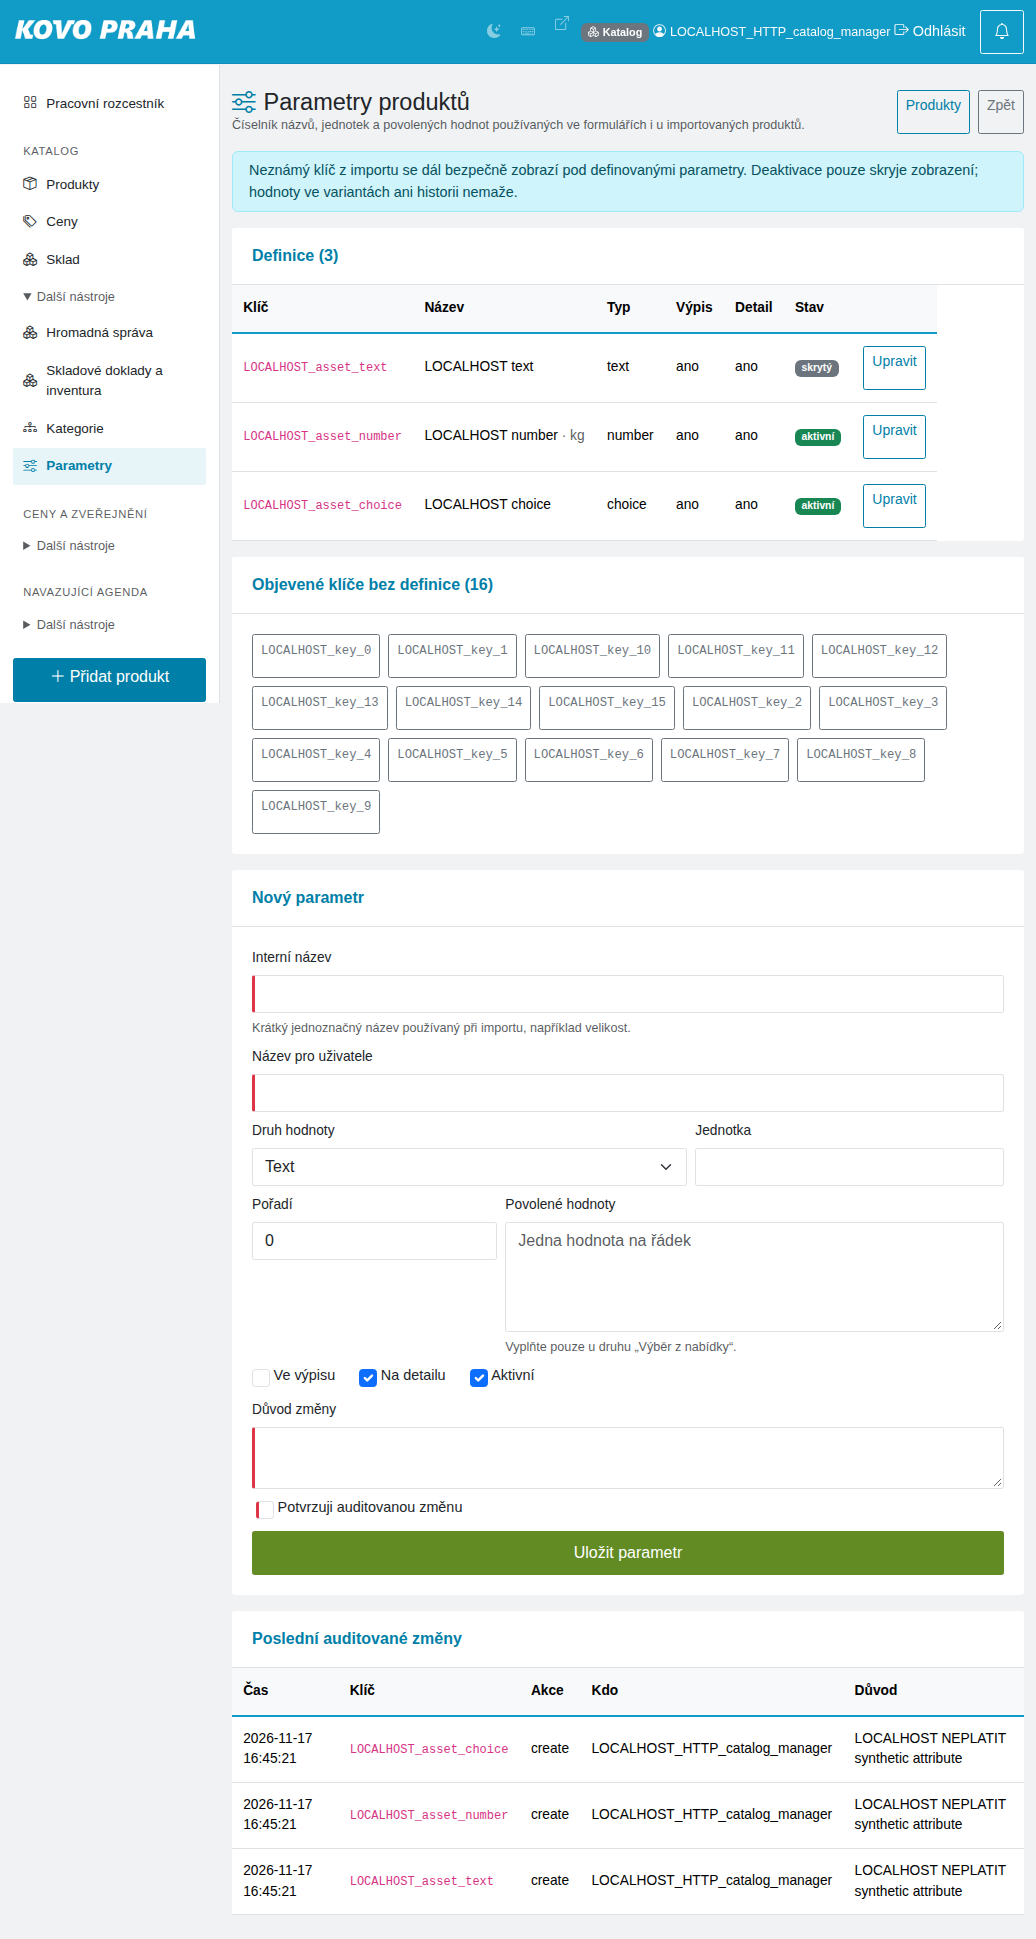 KOVO PRAHA
Katalog LOCALHOST_HTTP_catalog_manager Odhlásit
Pracovní rozcestník
KATALOG
Produkty
Ceny
Sklad
Další nástroje
Hromadná správa
Skladové doklady a
inventura
Kategorie
Parametry
CENY A ZVEŘEJNĚNÍ
Další nástroje
NAVAZUJÍCÍ AGENDA
Další nástroje
Přidat produkt
Parametry produktů
Číselník názvů, jednotek a povolených hodnot používaných ve formulářích i u importovaných produktů.
Produkty Zpět
Neznámý klíč z importu se dál bezpečně zobrazí pod definovanými parametry. Deaktivace pouze skryje zobrazení;
hodnoty ve variantách ani historii nemaže.
Definice (3)
Klíč Název Typ Výpis Detail Stav
LOCALHOST_asset_text LOCALHOST text text ano ano skrytý Upravit
LOCALHOST_asset_number LOCALHOST number · kg number ano ano aktivní Upravit
LOCALHOST_asset_choice LOCALHOST choice choice ano ano aktivní Upravit
Objevené klíče bez definice (16)
LOCALHOST_key_0 LOCALHOST_key_1 LOCALHOST_key_10 LOCALHOST_key_11 LOCALHOST_key_12
LOCALHOST_key_13 LOCALHOST_key_14 LOCALHOST_key_15 LOCALHOST_key_2 LOCALHOST_key_3
LOCALHOST_key_4 LOCALHOST_key_5 LOCALHOST_key_6 LOCALHOST_key_7 LOCALHOST_key_8
LOCALHOST_key_9
Nový parametr
Interní název
Krátký jednoznačný název používaný při importu, například velikost.
Název pro uživatele
Druh hodnoty Jednotka
Text
Pořadí Povolené hodnoty
0 Jedna hodnota na řádek
Vyplňte pouze u druhu „Výběr z nabídky“.
Ve výpisu Na detailu Aktivní
Důvod změny
Potvrzuji auditovanou změnu
Uložit parametr
Poslední auditované změny
Čas Klíč Akce Kdo Důvod
2026-11-17
16:45:21 LOCALHOST_asset_choice create LOCALHOST_HTTP_catalog_manager LOCALHOST NEPLATIT
synthetic attribute
2026-11-17
16:45:21 LOCALHOST_asset_number create LOCALHOST_HTTP_catalog_manager LOCALHOST NEPLATIT
synthetic attribute
2026-11-17
16:45:21 LOCALHOST_asset_text create LOCALHOST_HTTP_catalog_manager LOCALHOST NEPLATIT
synthetic attribute